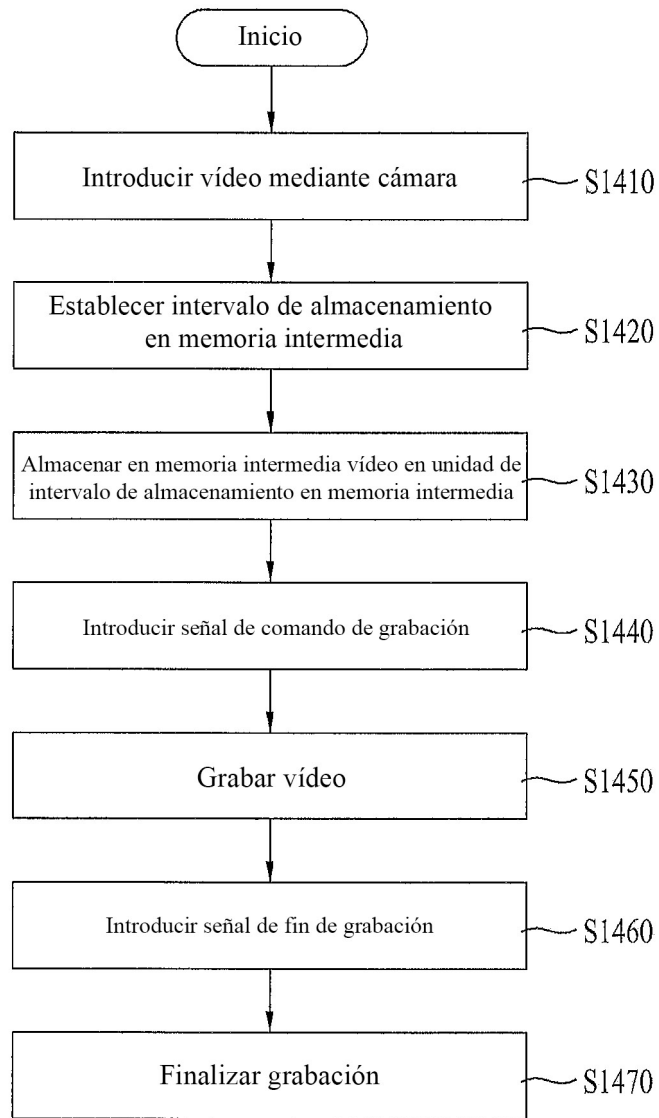 Inicio
Introducir vídeo mediante cámara
S1410
Establecer intervalo de almacenamiento
en memoria intermedia
S1420
Almacenar en memoria intermedia vídeo en unidad de
intervalo de almacenamiento en memoria intermedia
S1430
Introducir señal de comando de grabación
S1440
Grabar vídeo
S1450
Introducir señal de fin de grabación
S1460
Finalizar grabación
S1470